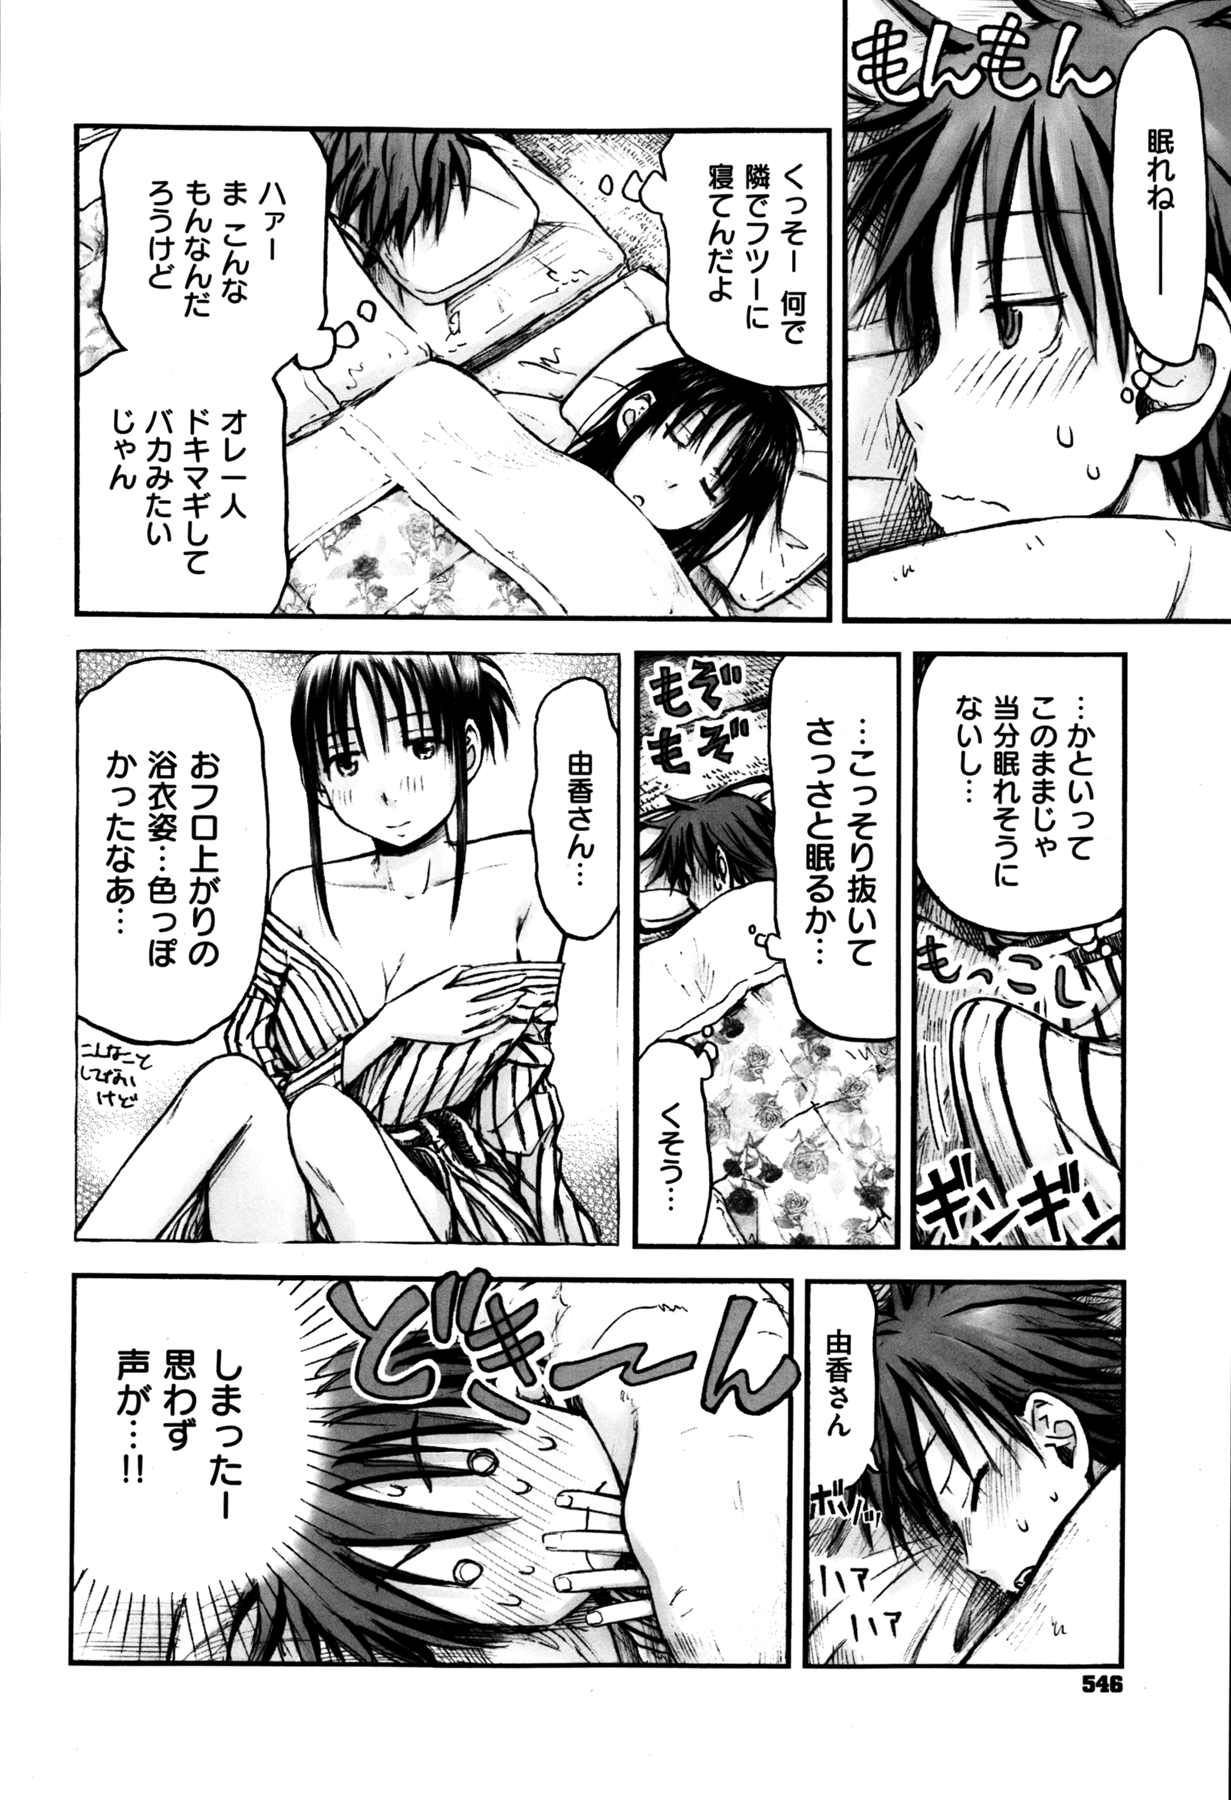 もんもん
眠れねーー
くっそー 何で
隣でフツーに
寝てんだよ
ハァー
ま こんな
もんなんだ
ろうけど
オレ一人
ドキマギして
バカみたい
じゃん
…かといって
このままじゃ
当分眠れそうに
ないし…
もっこし
ギンギン
もぞ
もぞ
…こっそり抜いて
さっさと眠るか…
くそう…
由香さん…
おフロ上がりの
浴衣姿…色っぽ
かったなあ…
こんなこと
してない
けど
由香さん
ボソッ
ハァ
ハァ
どきーーん
しまったー
思わず
声が…!!
546